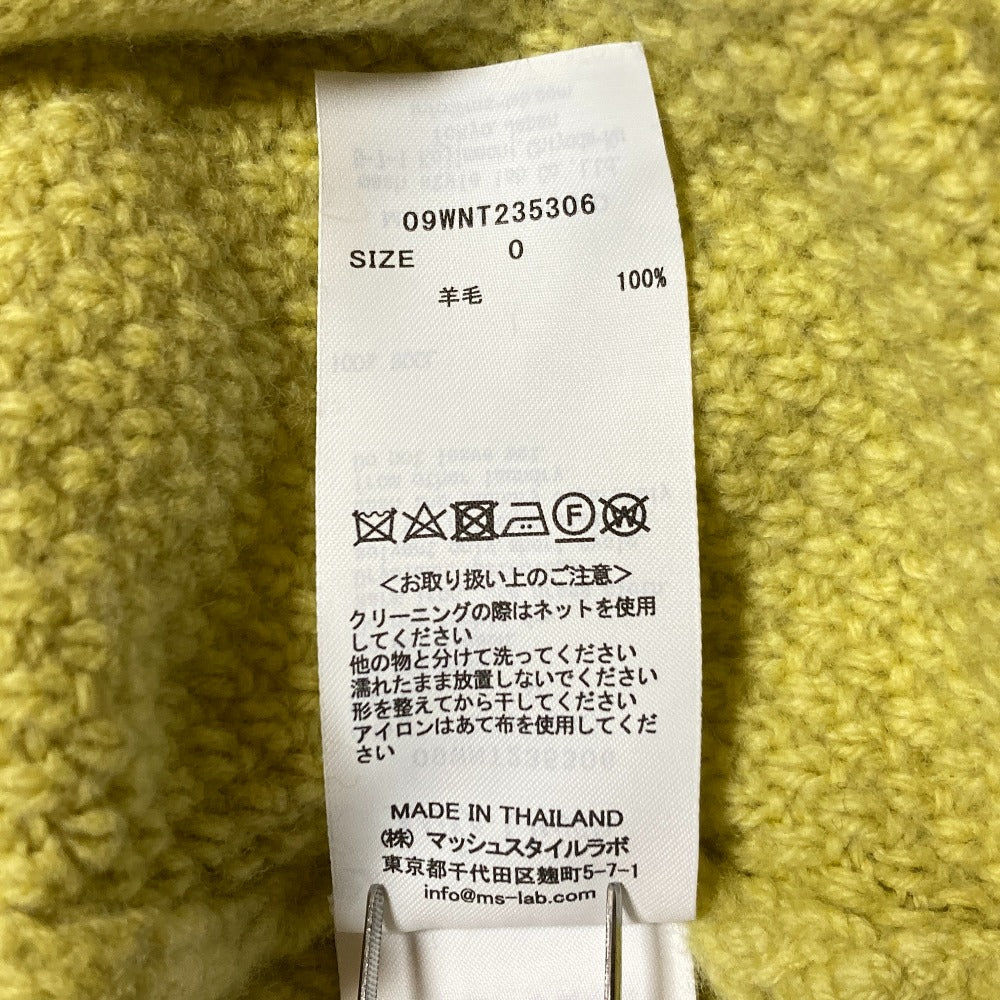 09WNT235306
SIZE 0
羊毛 100%
F W
<お取り扱い上のご注意>
クリーニングの際はネットを使用
してください
他の物と分けて洗ってください
濡れたまま放置しないでください
形を整えてから干してください
アイロンはあて布を使用してくだ
さい
MADE IN THAILAND
(株) マッシュスタイルラボ
東京都千代田区麹町5-7-1
info@ms-lab.com